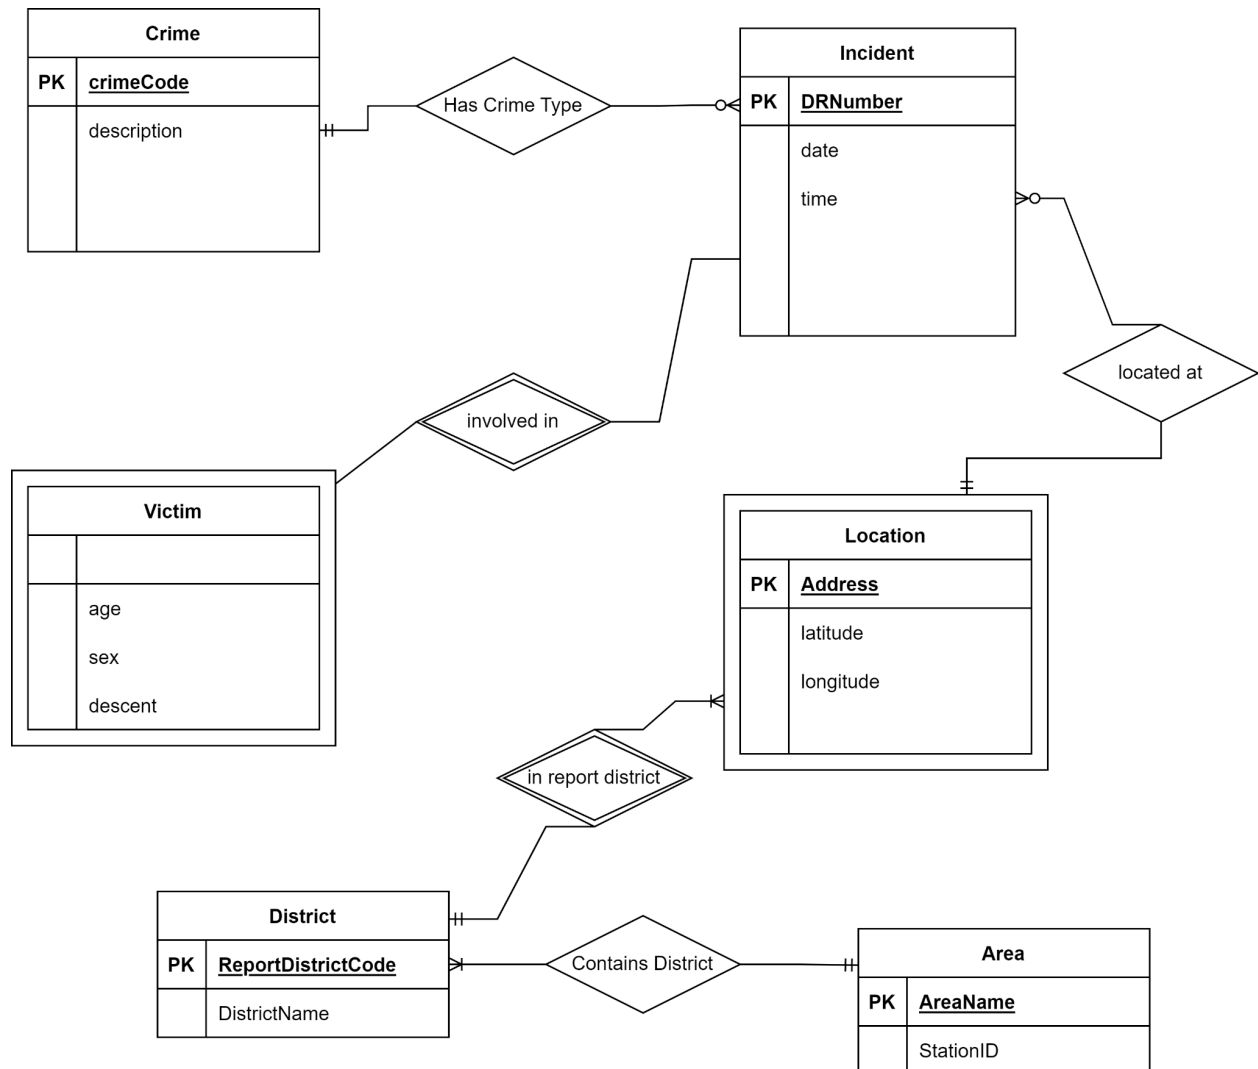 Crime
PK crimeCode
description
Has Crime Type
Incident
PK DRNumber
date
time
located at
involved in
Victim
age
sex
descent
Location
PK Address
latitude
longitude
in report district
District
PK ReportDistrictCode
DistrictName
Contains District
Area
PK AreaName
StationID